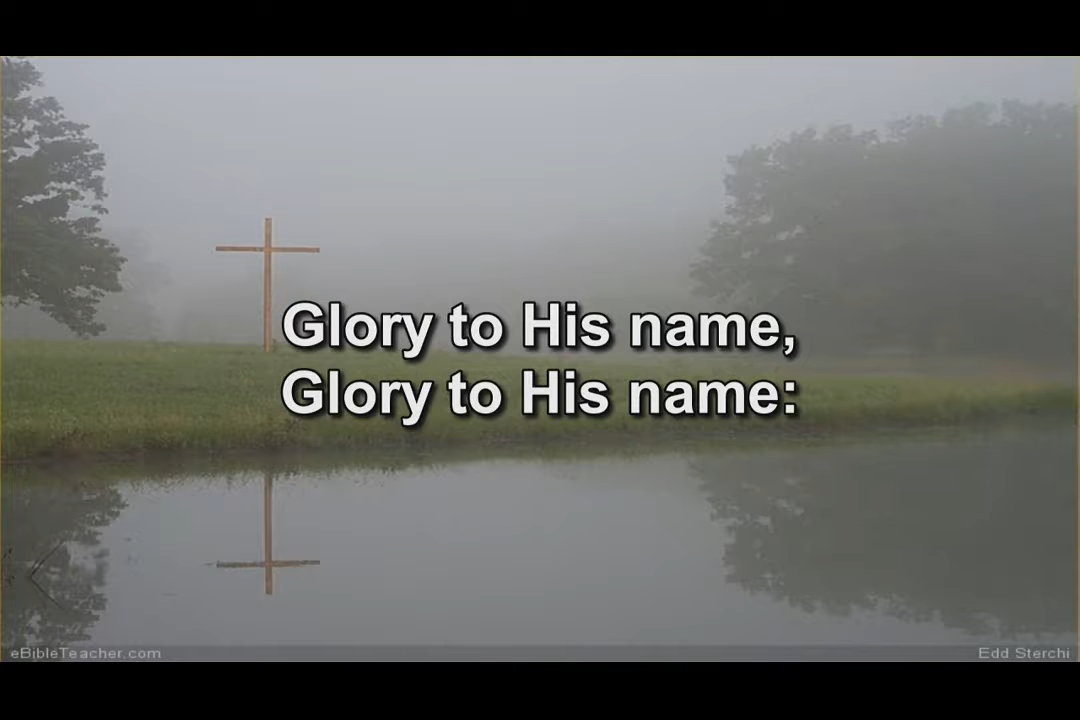 Glory to His name,
Glory to His name:
eBibleTeacher.com
Edd Sterchi